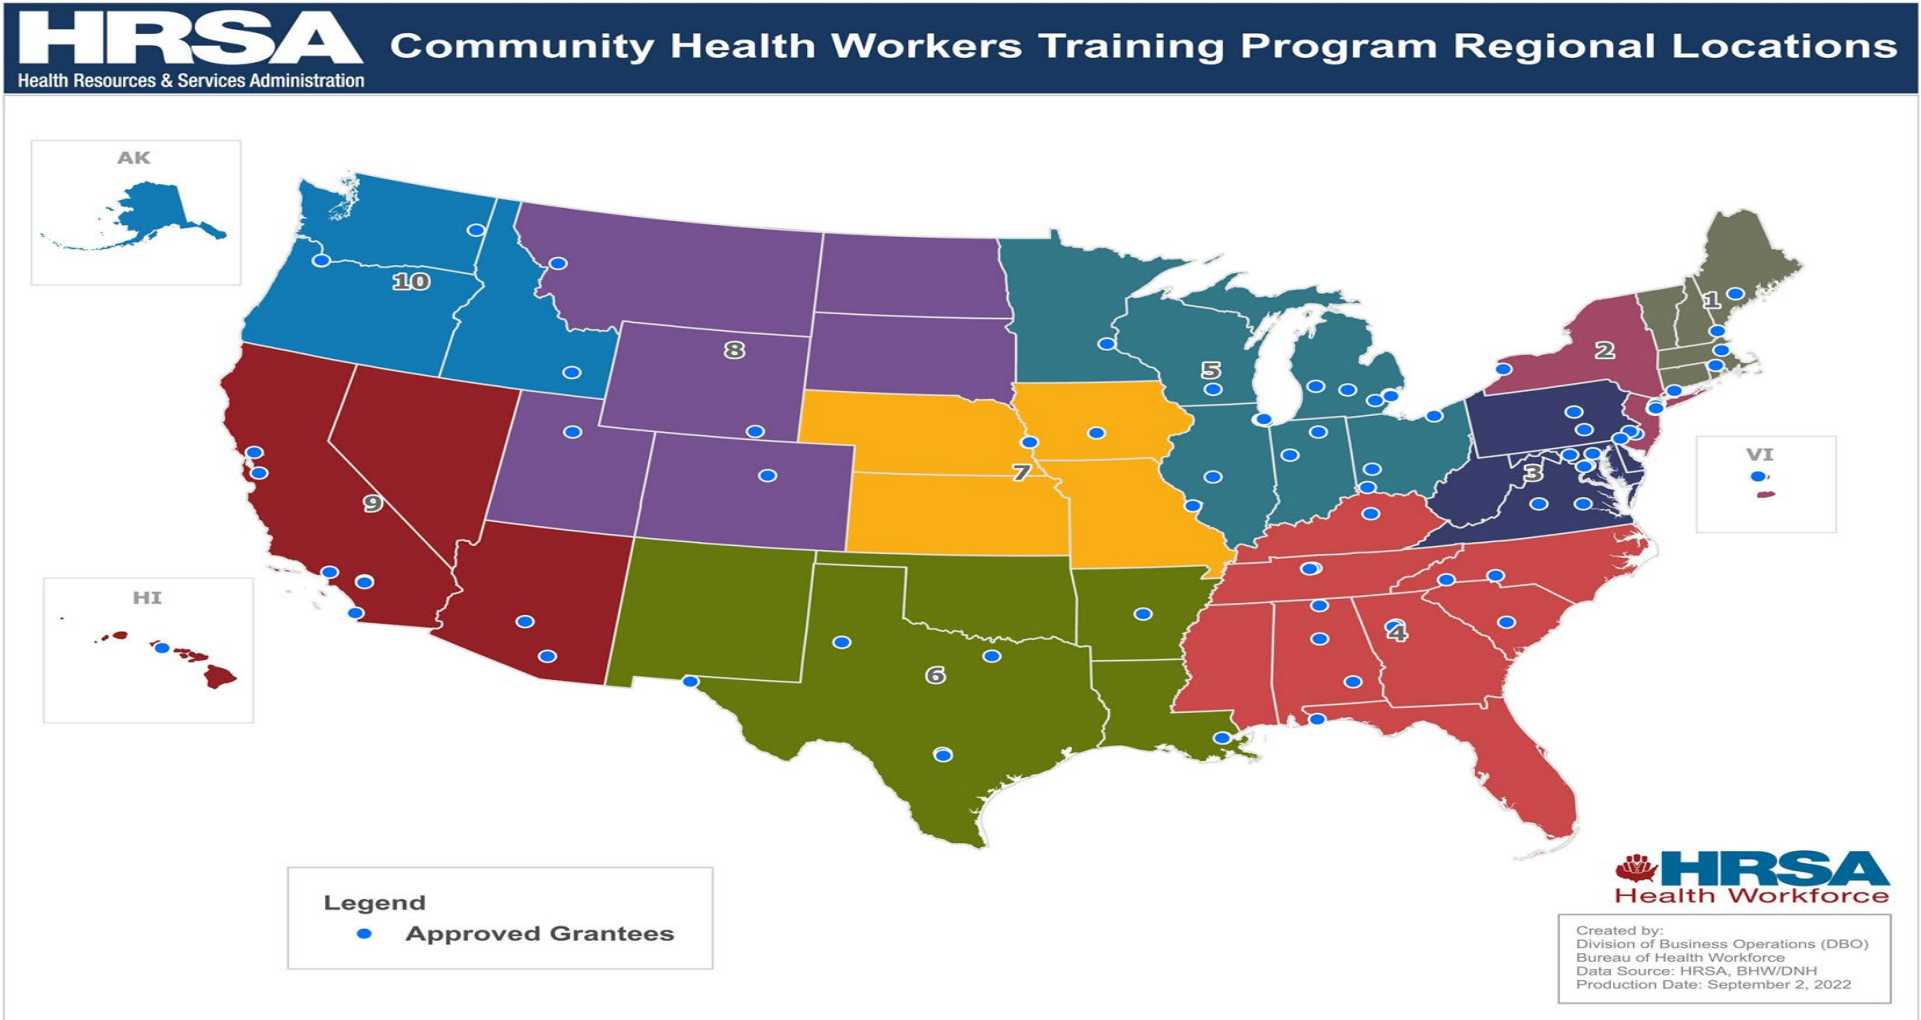 HRSA
Health Resources & Services Administration
Community Health Workers Training Program Regional Locations
AK
HI
VI
10
8
5
2
1
9
7
3
6
4
Legend
Approved Grantees
HRSA
Health Workforce
Created by:
Division of Business Operations (DBO)
Bureau of Health Workforce
Data Source: HRSA, BHW/DNH
Production Date: September 2, 2022